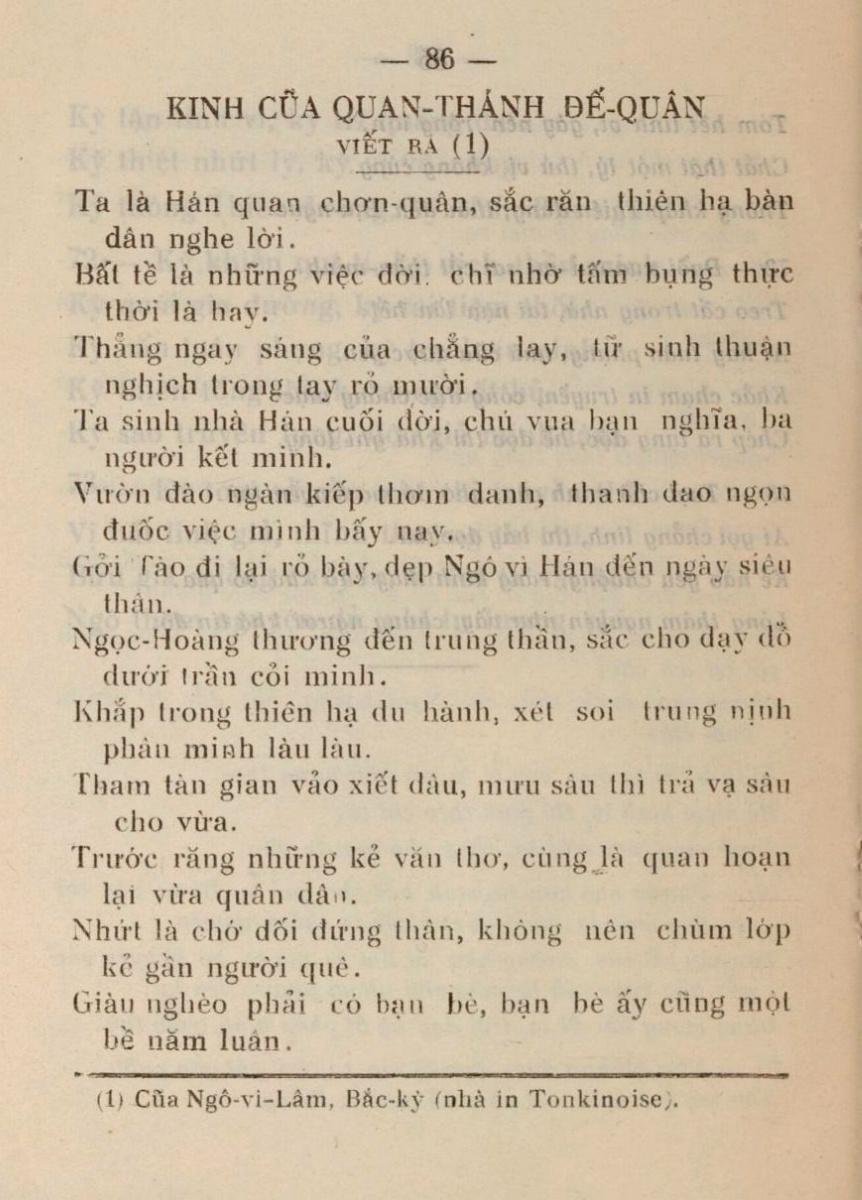 — 86 —
KINH CŨA QUAN-THÁNH ĐẾ-QUÂN
VIẾT RA (1)
Ta là Hán quan chơn-quân, sắc răn thiên hạ bàn
dân nghe lời.
Bất tề là những việc đời. chĩ nhờ tấm bụng thực
thời là hay.
Thẳng ngay sáng của chẳng lay, tử sinh thuận
nghịch trong tay rỏ mười.
Ta sinh nhà Hán cuối đời, chú vua bạn nghĩa, ba
người kết minh.
Vườn đào ngàn kiếp thơm danh, thanh đao ngọn
đuốc việc mình bấy nay.
Gởi Tào đi lại rỏ bày, dẹp Ngô vì Hán đến ngày siêu
thân.
Ngọc-Hoàng thương đến trung thần, sắc cho dạy dỗ
dưới trần cỏi minh.
Khắp trong thiên hạ du hành, xét soi trung nịnh
phân minh làu làu.
Tham tàn gian vảo xiết đâu, mưu sâu thì trả vạ sâu
cho vừa.
Trước răng những kẻ văn thơ, cùng là quan hoạn
lại vừa quân dân.
Nhứt là chớ dối đứng thân, không nên chùm lớp
kẻ gần người quê.
Giàu nghèo phải có bạn bè, bạn bè ấy cũng một
bề năm luân.
(1) Cũa Ngô-vi-Lâm, Bắc-kỳ (nhà in Tonkinoise).